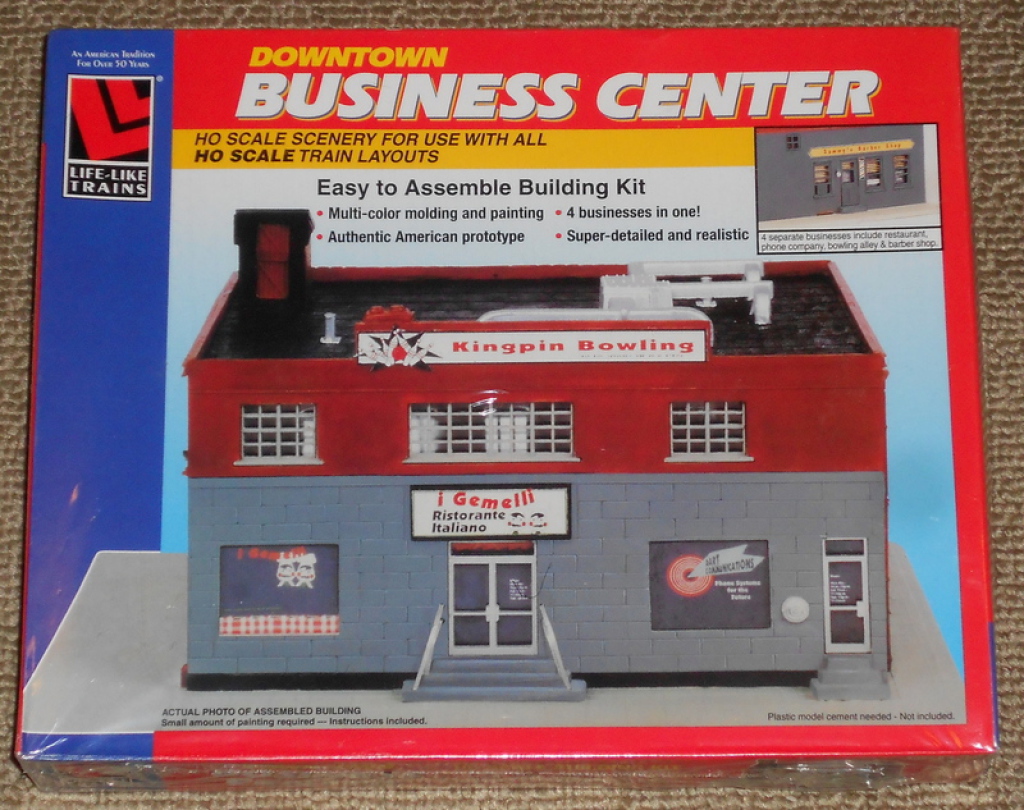 AN AMERICAN TRADITION
FOR OVER 50 YEARS
LIFE-LIKE
TRAINS
®
DOWNTOWN
BUSINESS CENTER
HO SCALE SCENERY FOR USE WITH ALL
HO SCALE TRAIN LAYOUTS
Easy to Assemble Building Kit
• Multi-color molding and painting
• 4 businesses in one!
• Authentic American prototype
• Super-detailed and realistic
Sammy's Barber Shop
4 separate businesses include restaurant,
phone company, bowling alley & barber shop.
Kingpin Bowling
i Gemelli
Ristorante
Italiano
i Gemelli
DART
COMMUNICATIONS
Phone Systems
for the
Future
ACTUAL PHOTO OF ASSEMBLED BUILDING
Small amount of painting required — Instructions included.
Plastic model cement needed - Not included.